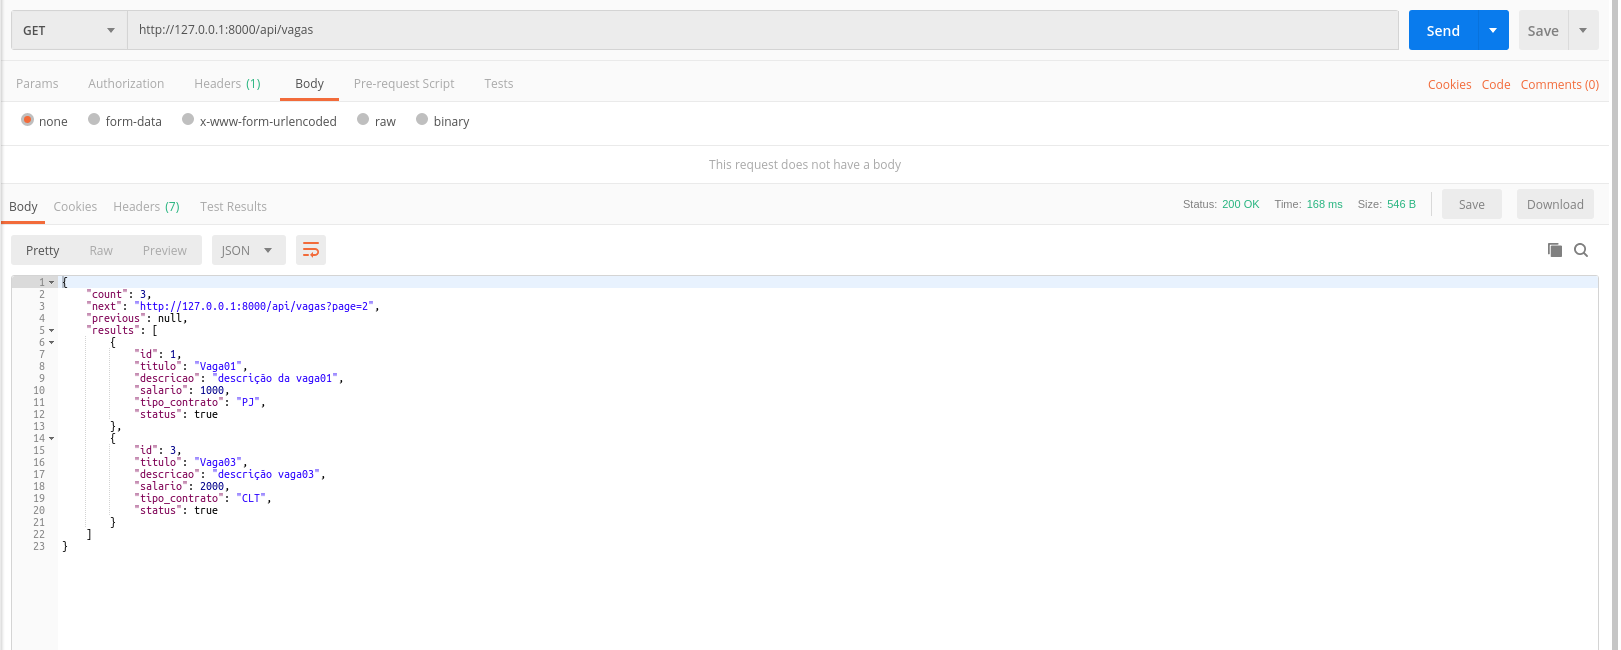 GET http://127.0.0.1:8000/api/vagas Send Save
Params Authorization Headers (1) Body Pre-request Script Tests Cookies Code Comments (0)
none form-data x-www-form-urlencoded raw binary
This request does not have a body
Body Cookies Headers (7) Test Results Status: 200 OK Time: 168 ms Size: 546 B Save Download
Pretty Raw Preview JSON
1 {
2 "count": 3,
3 "next": "http://127.0.0.1:8000/api/vagas?page=2",
4 "previous": null,
5 "results": [
6 {
7 "id": 1,
8 "titulo": "Vaga01",
9 "descricao": "descrição da vaga01",
10 "salario": 1000,
11 "tipo_contrato": "PJ",
12 "status": true
13 },
14 {
15 "id": 3,
16 "titulo": "Vaga03",
17 "descricao": "descrição vaga03",
18 "salario": 2000,
19 "tipo_contrato": "CLT",
20 "status": true
21 }
22 ]
23 }